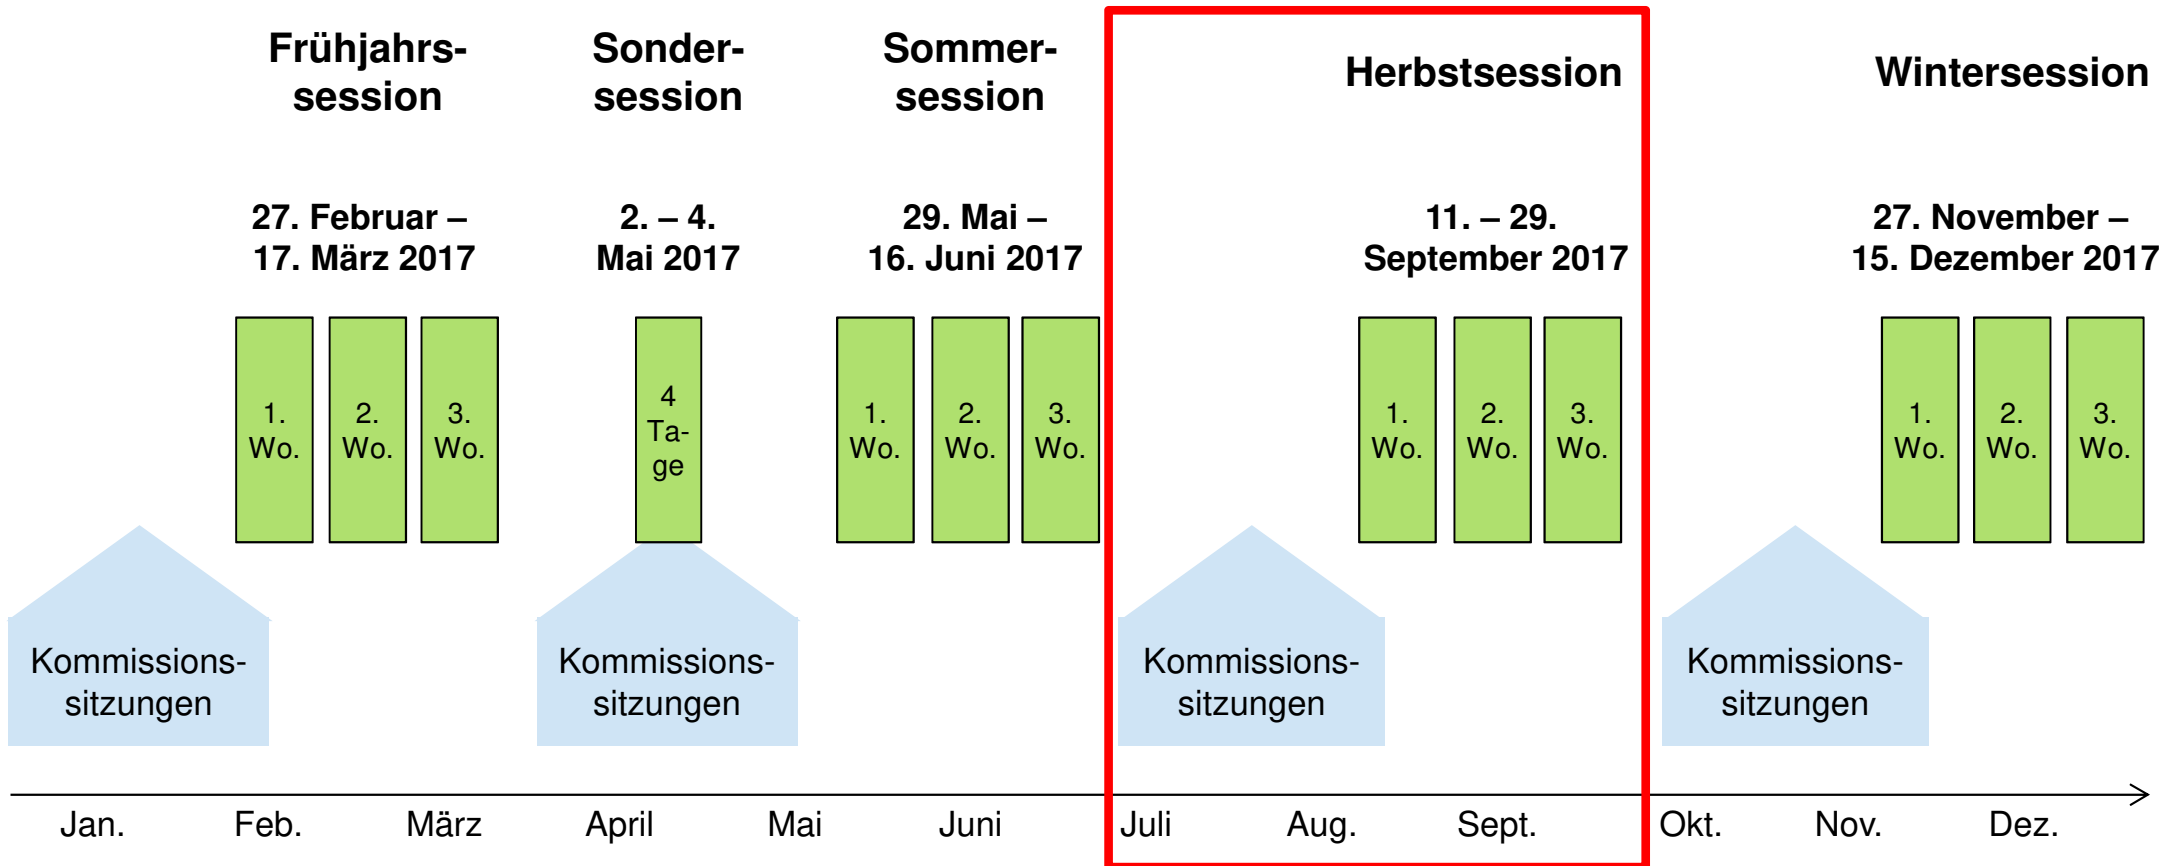 Frühjahrs-
session
Sonder-
session
Sommer-
session
Herbstsession
Wintersession
27. Februar –
17. März 2017
2. – 4.
Mai 2017
29. Mai –
16. Juni 2017
11. – 29.
September 2017
27. November –
15. Dezember 2017
1.
Wo.
2.
Wo.
3.
Wo.
4
Ta-
ge
1.
Wo.
2.
Wo.
3.
Wo.
1.
Wo.
2.
Wo.
3.
Wo.
1.
Wo.
2.
Wo.
3.
Wo.
Kommissions-
sitzungen
Kommissions-
sitzungen
Kommissions-
sitzungen
Kommissions-
sitzungen
Jan. Feb. März April Mai Juni Juli Aug. Sept. Okt. Nov. Dez.